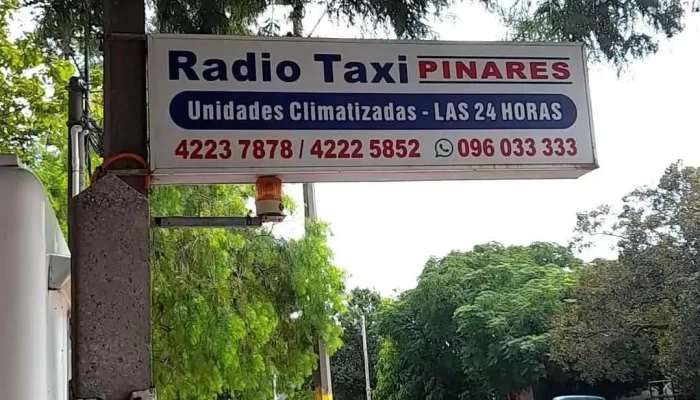 Radio Taxi PINARES
Unidades Climatizadas - LAS 24 HORAS
4223 7878 / 4222 5852 096 033 333